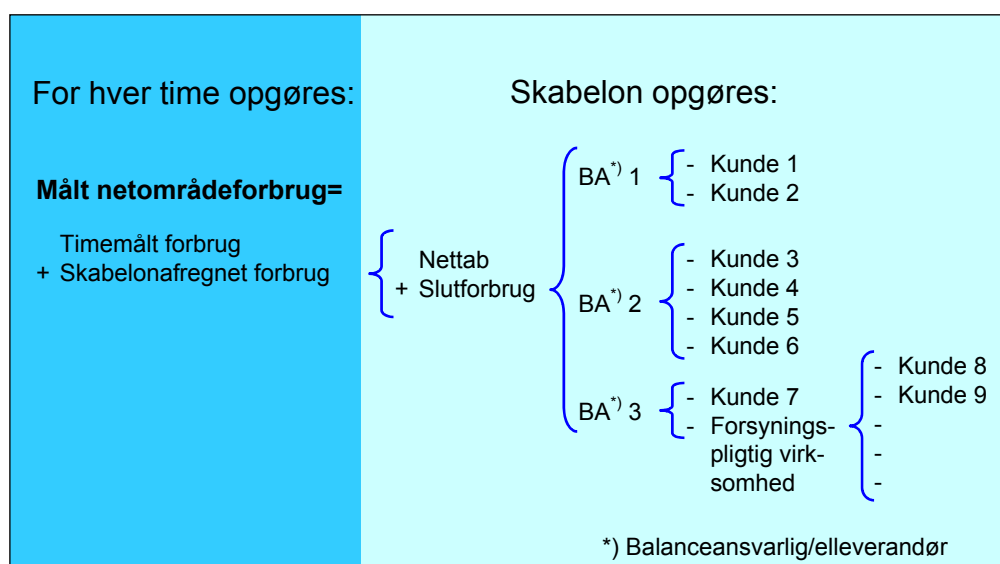 For hver time opgøres:
Målt netområdeforbrug=
Timemålt forbrug
+ Skabelonafregnet forbrug
Skabelon opgøres:
Nettab
+ Slutforbrug
BA*) 1
- Kunde 1
- Kunde 2
BA*) 2
- Kunde 3
- Kunde 4
- Kunde 5
- Kunde 6
BA*) 3
- Kunde 7
- Forsynings-
pligtig virk-
somhed
- Kunde 8
- Kunde 9
-
-
-
*) Balanceansvarlig/elleverandør